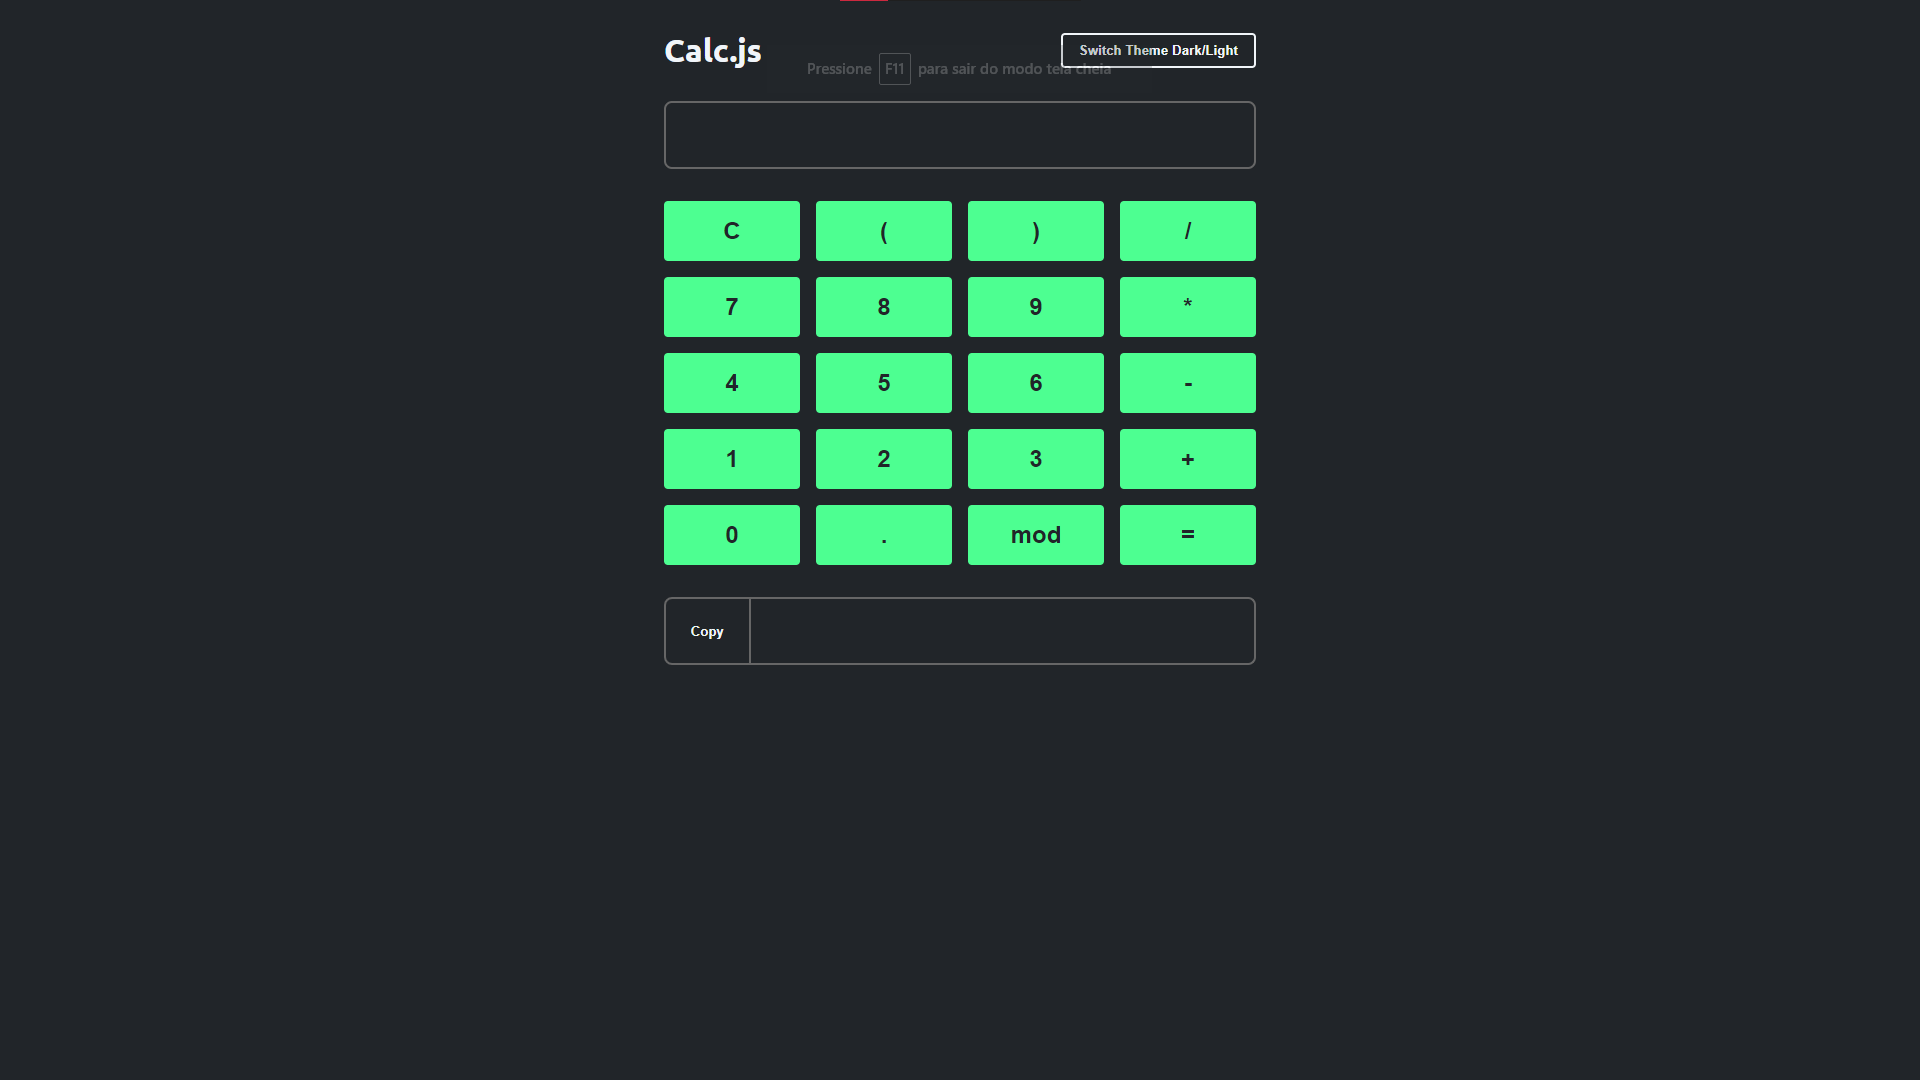 Calc.js
Switch Theme Dark/Light
Pressione F11 para sair do modo tela cheia
C ( ) /
7 8 9 *
4 5 6 -
1 2 3 +
0 . mod =
Copy